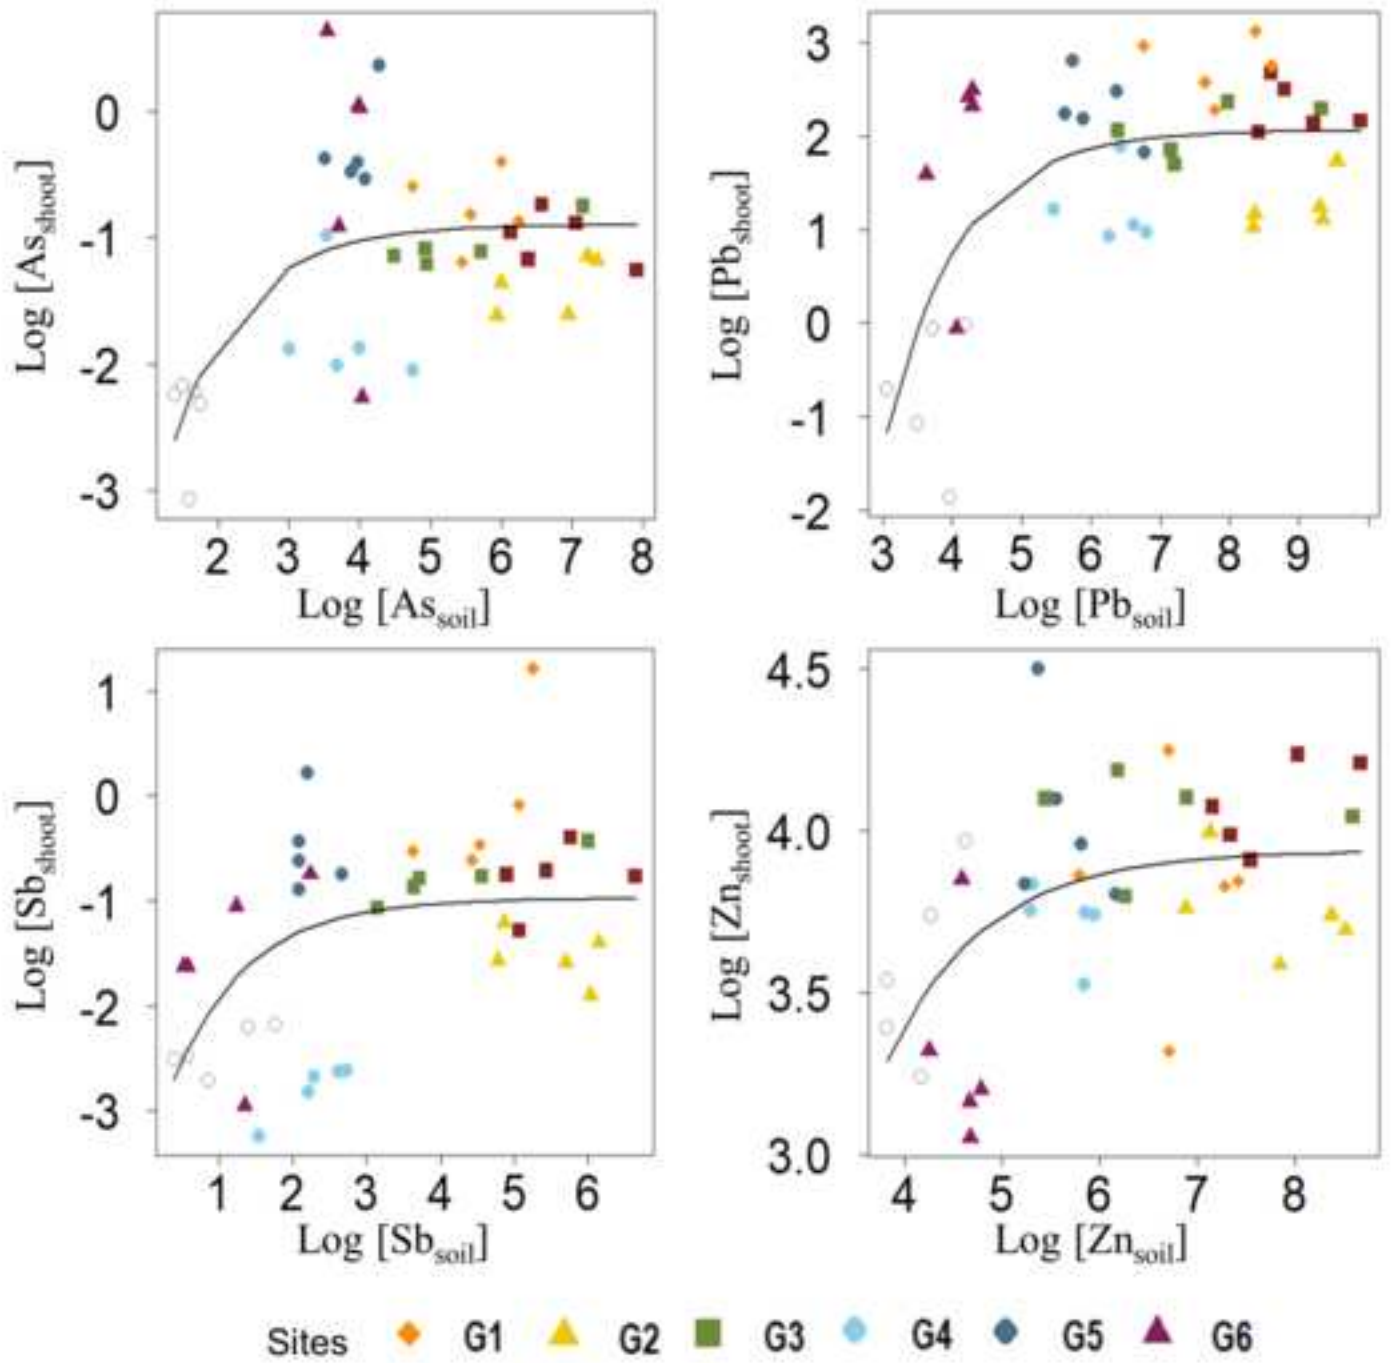 0
-1
-2
-3
Log [As_shoot]
2 3 4 5 6 7 8
Log [As_soil]
3
2
1
0
-1
-2
Log [Pb_shoot]
3 4 5 6 7 8 9
Log [Pb_soil]
1
0
-1
-2
-3
Log [Sb_shoot]
1 2 3 4 5 6
Log [Sb_soil]
4.5
4.0
3.5
3.0
Log [Zn_shoot]
4 5 6 7 8
Log [Zn_soil]
Sites G1 G2 G3 G4 G5 G6